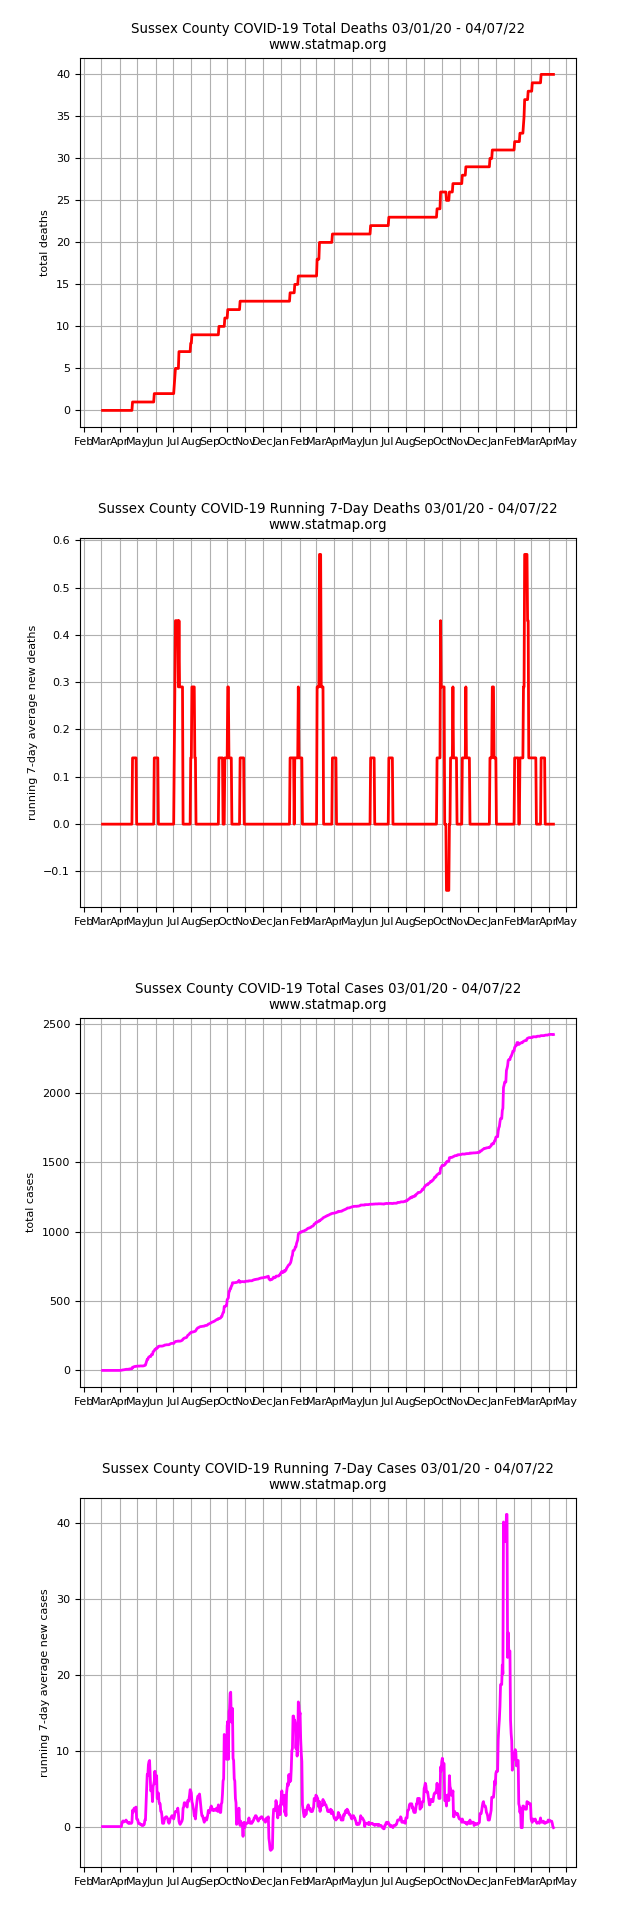 Sussex County COVID-19 Total Deaths 03/01/20 - 04/07/22
www.statmap.org
40
35
30
25
20
15
10
5
0
total deaths
Feb Mar Apr May Jun Jul Aug Sep Oct Nov Dec Jan Feb Mar Apr May Jun Jul Aug Sep Oct Nov Dec Jan Feb Mar Apr May
Sussex County COVID-19 Running 7-Day Deaths 03/01/20 - 04/07/22
www.statmap.org
0.6
0.5
0.4
0.3
0.2
0.1
0.0
−0.1
running 7-day average new deaths
Feb Mar Apr May Jun Jul Aug Sep Oct Nov Dec Jan Feb Mar Apr May Jun Jul Aug Sep Oct Nov Dec Jan Feb Mar Apr May
Sussex County COVID-19 Total Cases 03/01/20 - 04/07/22
www.statmap.org
2500
2000
1500
1000
500
0
total cases
Feb Mar Apr May Jun Jul Aug Sep Oct Nov Dec Jan Feb Mar Apr May Jun Jul Aug Sep Oct Nov Dec Jan Feb Mar Apr May
Sussex County COVID-19 Running 7-Day Cases 03/01/20 - 04/07/22
www.statmap.org
40
30
20
10
0
running 7-day average new cases
Feb Mar Apr May Jun Jul Aug Sep Oct Nov Dec Jan Feb Mar Apr May Jun Jul Aug Sep Oct Nov Dec Jan Feb Mar Apr May